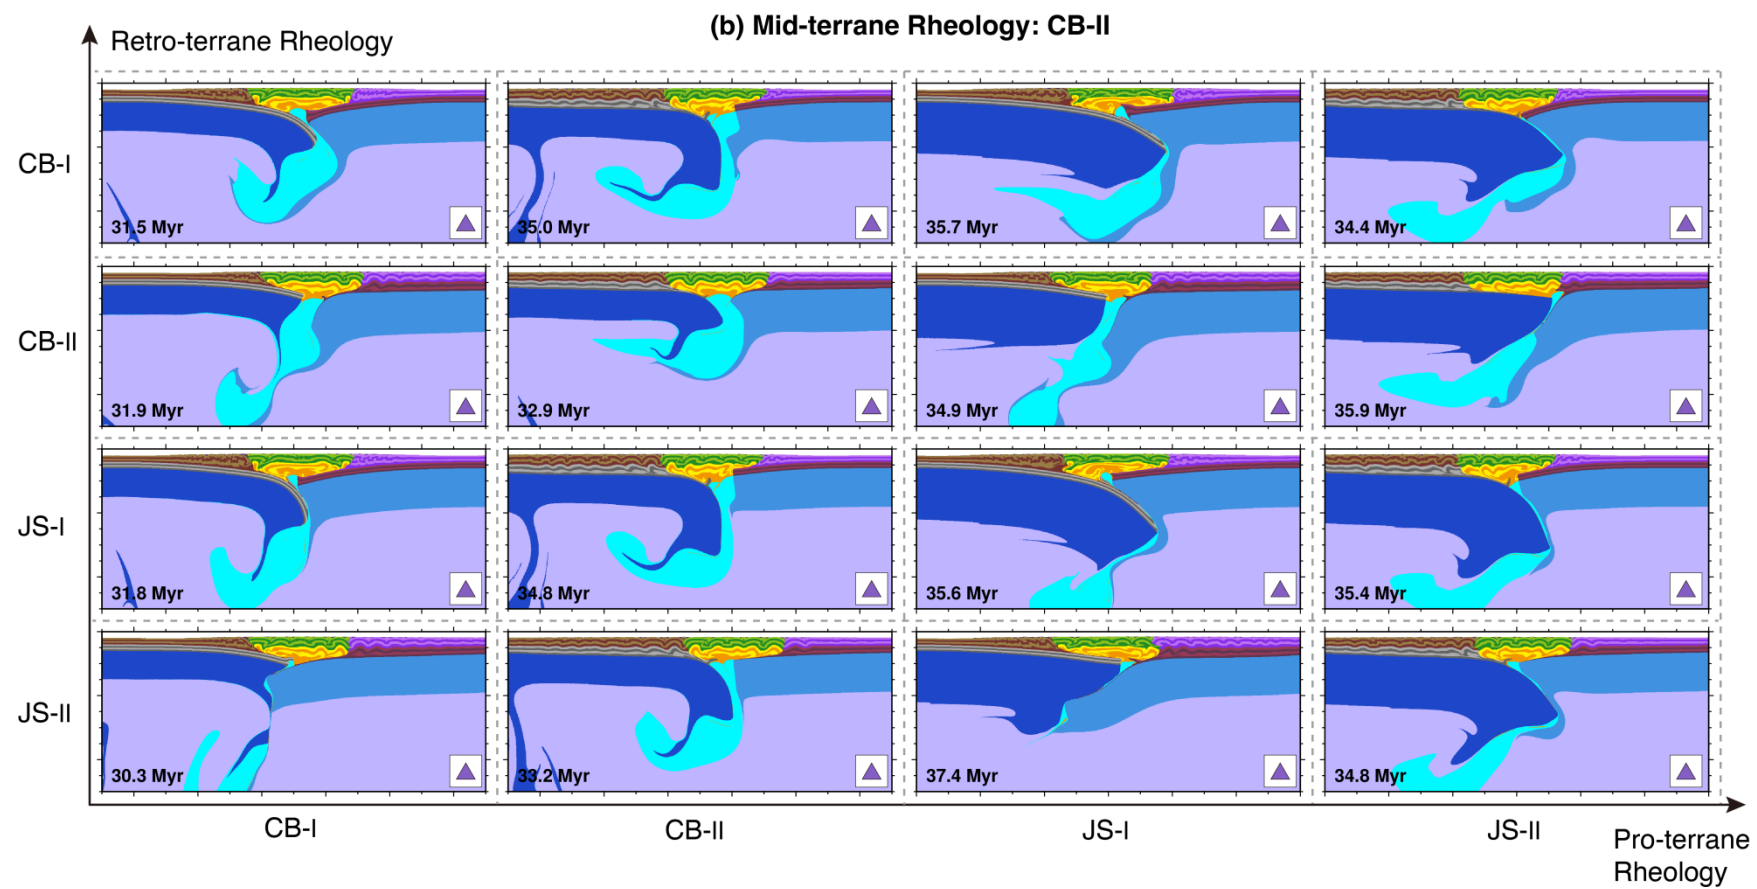 (b) Mid-terrane Rheology: CB-II
Retro-terrane Rheology
CB-I
31.5 Myr
35.0 Myr
35.7 Myr
34.4 Myr
CB-II
31.9 Myr
32.9 Myr
34.9 Myr
35.9 Myr
JS-I
31.8 Myr
34.8 Myr
35.6 Myr
35.4 Myr
JS-II
30.3 Myr
33.2 Myr
37.4 Myr
34.8 Myr
CB-I
CB-II
JS-I
JS-II
Pro-terrane
Rheology